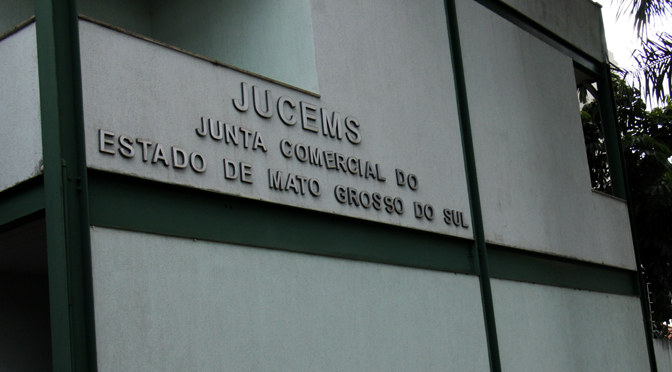 JUCEMS
JUNTA COMERCIAL DO
ESTADO DE MATO GROSSO DO SUL